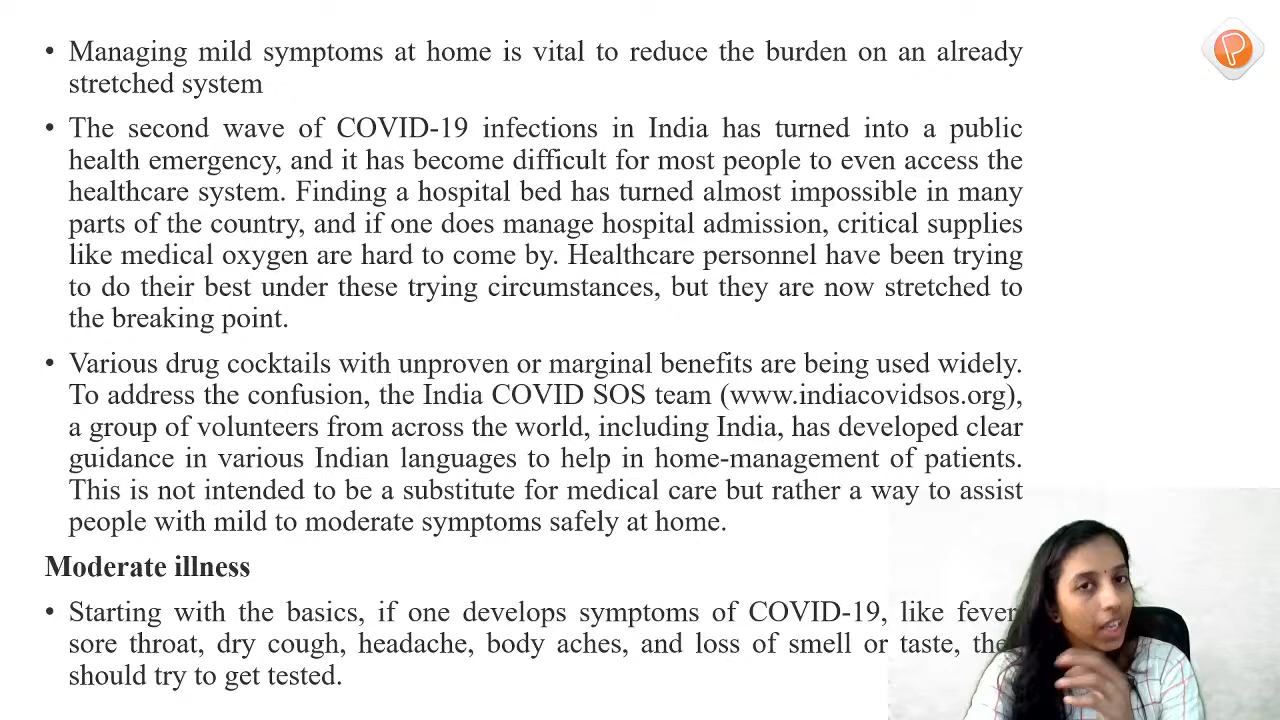 • Managing mild symptoms at home is vital to reduce the burden on an already
stretched system
• The second wave of COVID-19 infections in India has turned into a public
health emergency, and it has become difficult for most people to even access the
healthcare system. Finding a hospital bed has turned almost impossible in many
parts of the country, and if one does manage hospital admission, critical supplies
like medical oxygen are hard to come by. Healthcare personnel have been trying
to do their best under these trying circumstances, but they are now stretched to
the breaking point.
• Various drug cocktails with unproven or marginal benefits are being used widely.
To address the confusion, the India COVID SOS team (www.indiacovidsos.org),
a group of volunteers from across the world, including India, has developed clear
guidance in various Indian languages to help in home-management of patients.
This is not intended to be a substitute for medical care but rather a way to assist
people with mild to moderate symptoms safely at home.
Moderate illness
• Starting with the basics, if one develops symptoms of COVID-19, like fever
sore throat, dry cough, headache, body aches, and loss of smell or taste,
should try to get tested.